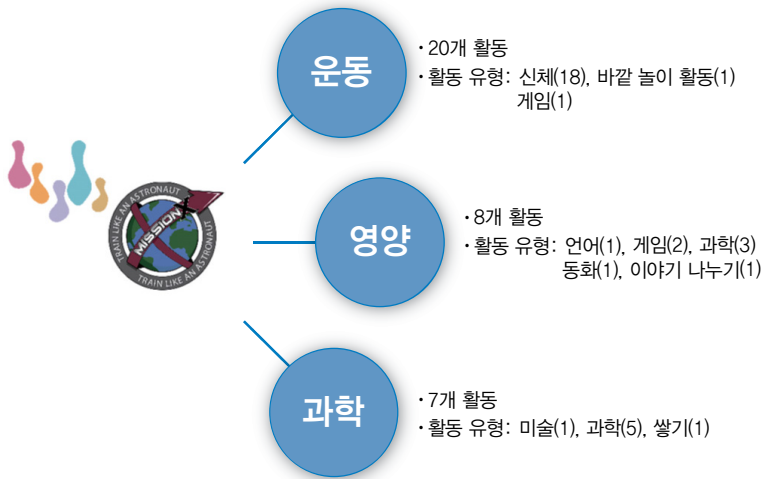 운동
· 20개 활동
· 활동 유형: 신체(18), 바깥 놀이 활동(1)
게임(1)
TRAIN LIKE AN ASTRONAUT
MISSION X
TRAIN LIKE AN ASTRONAUT
영양
· 8개 활동
· 활동 유형: 언어(1), 게임(2), 과학(3)
동화(1), 이야기 나누기(1)
과학
· 7개 활동
· 활동 유형: 미술(1), 과학(5), 쌓기(1)